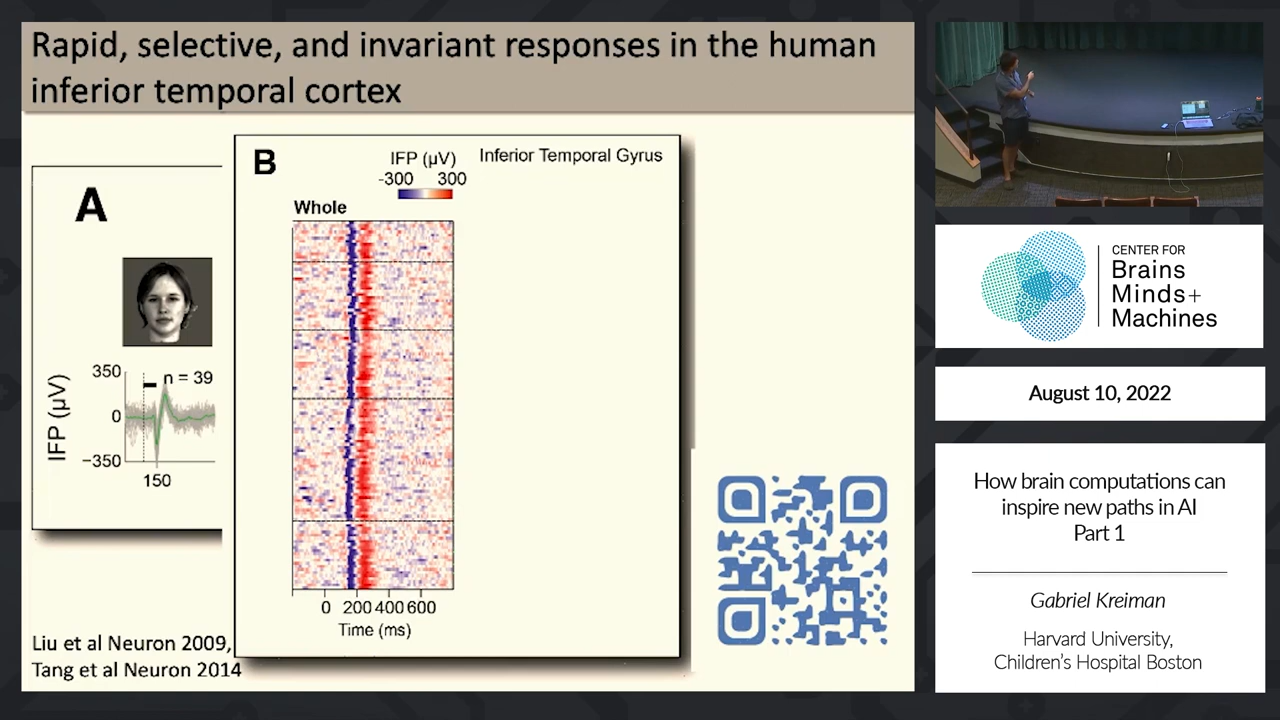 Rapid, selective, and invariant responses in the human
inferior temporal cortex
A
350
n = 39
0
−350
IFP (µV)
150
B
IFP (µV)
Inferior Temporal Gyrus
-300 300
Whole
0 200 400 600
Time (ms)
Liu et al Neuron 2009,
Tang et al Neuron 2014
CENTER FOR
Brains
Minds+
Machines
August 10, 2022
How brain computations can
inspire new paths in AI
Part 1
Gabriel Kreiman
Harvard University,
Children's Hospital Boston